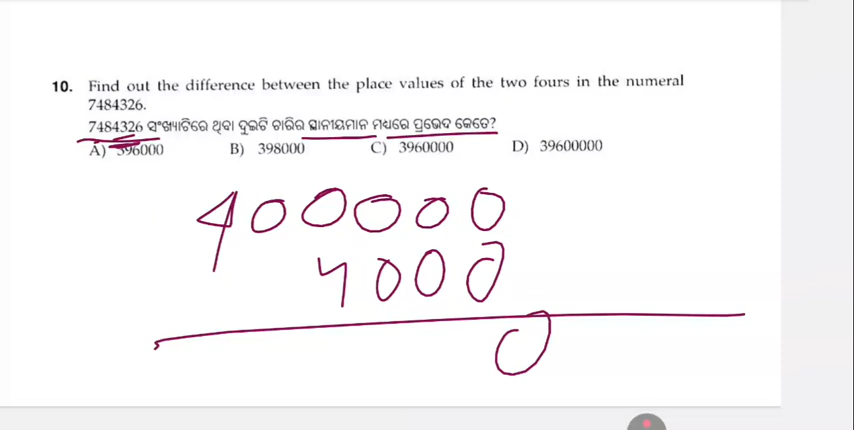 10. Find out the difference between the place values of the two fours in the numeral
7484326.
7484326 ସଂଖ୍ୟାଟିରେ ଥିବା ଦୁଇଟି ଚାରିର ସ୍ଥାନୀୟମାନ ମଧ୍ୟରେ ପ୍ରଭେଦ କେତେ?
A) 396000 B) 398000 C) 3960000 D) 39600000
400000
4000
0